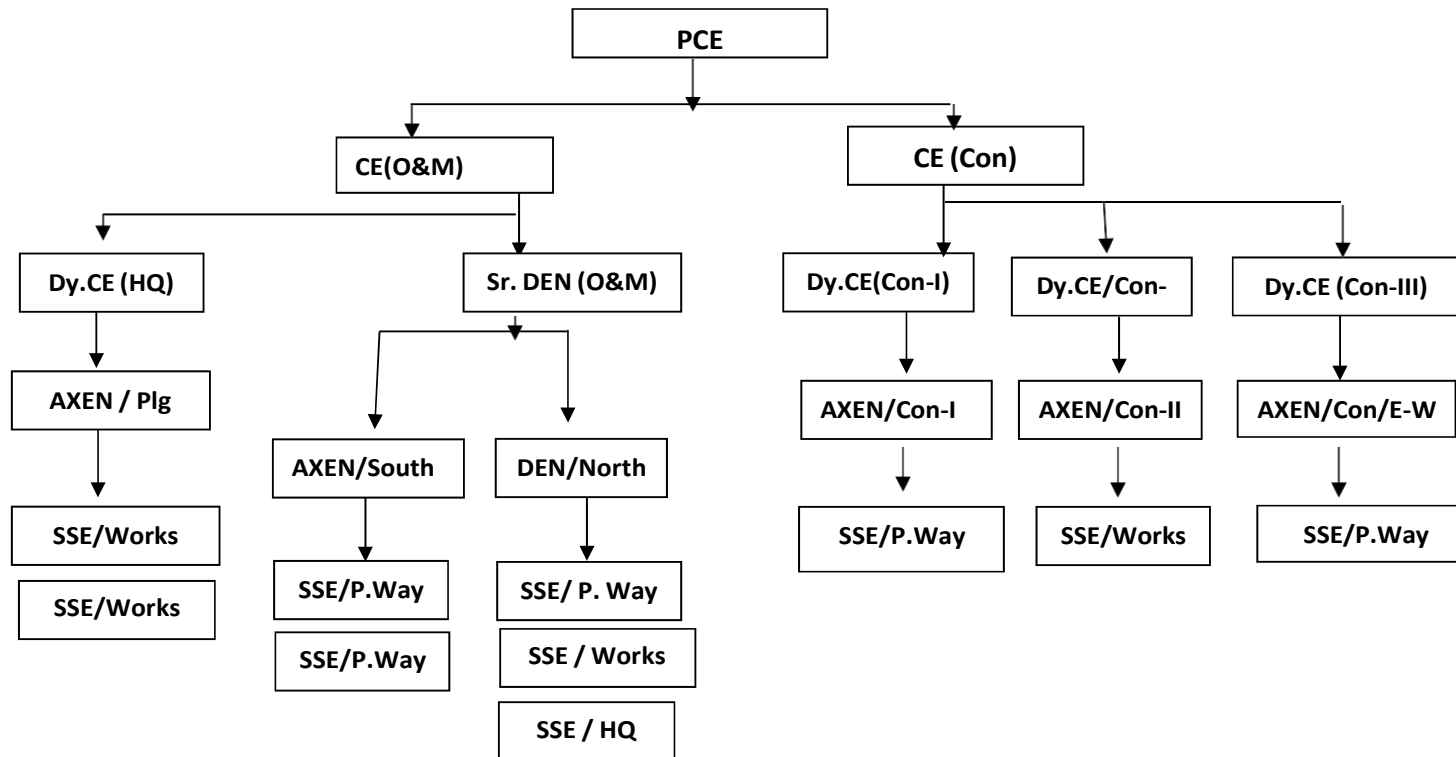 PCE
CE(O&M)
CE (Con)
Dy.CE (HQ)
Sr. DEN (O&M)
Dy.CE(Con-I)
Dy.CE/Con-
Dy.CE (Con-III)
AXEN / Plg
AXEN/Con-I
AXEN/Con-II
AXEN/Con/E-W
AXEN/South
DEN/North
SSE/Works
SSE/P.Way
SSE/Works
SSE/P.Way
SSE/Works
SSE/P.Way
SSE/ P. Way
SSE/P.Way
SSE / Works
SSE / HQ